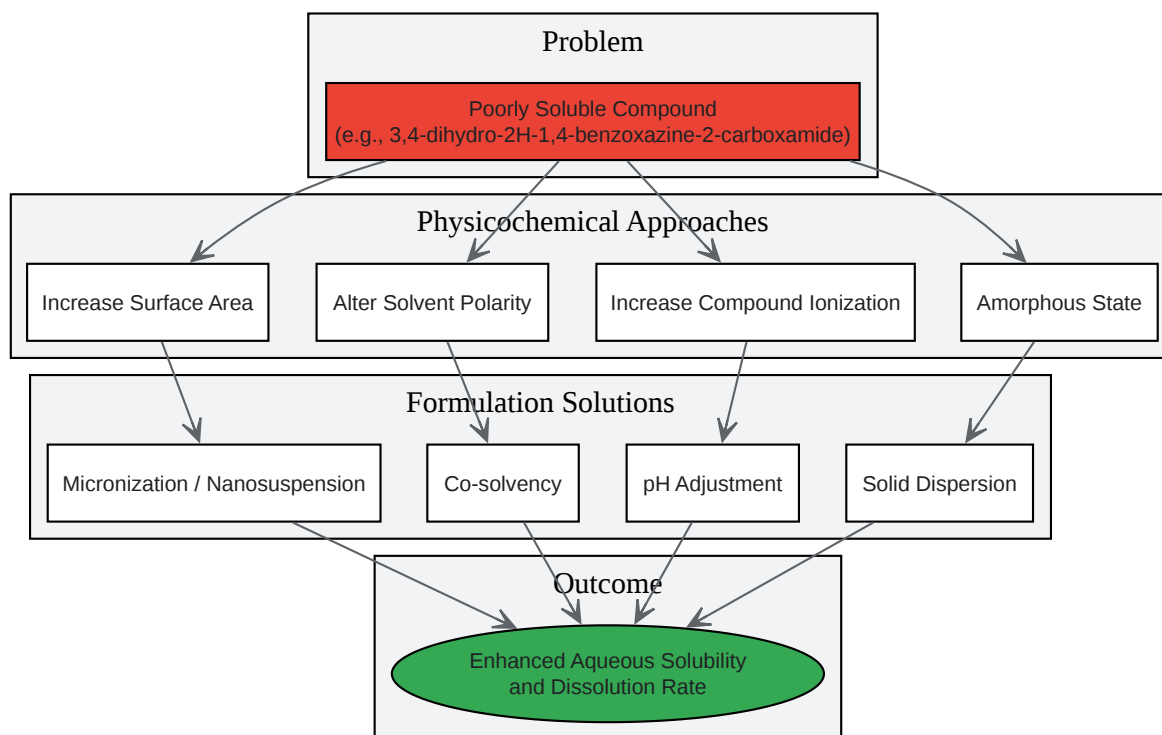 Problem
Poorly Soluble Compound
(e.g., 3,4-dihydro-2H-1,4-benzoxazine-2-carboxamide)
Physicochemical Approaches
Increase Surface Area
Alter Solvent Polarity
Increase Compound Ionization
Amorphous State
Formulation Solutions
Micronization / Nanosuspension
Co-solvency
pH Adjustment
Solid Dispersion
Outcome
Enhanced Aqueous Solubility
and Dissolution Rate